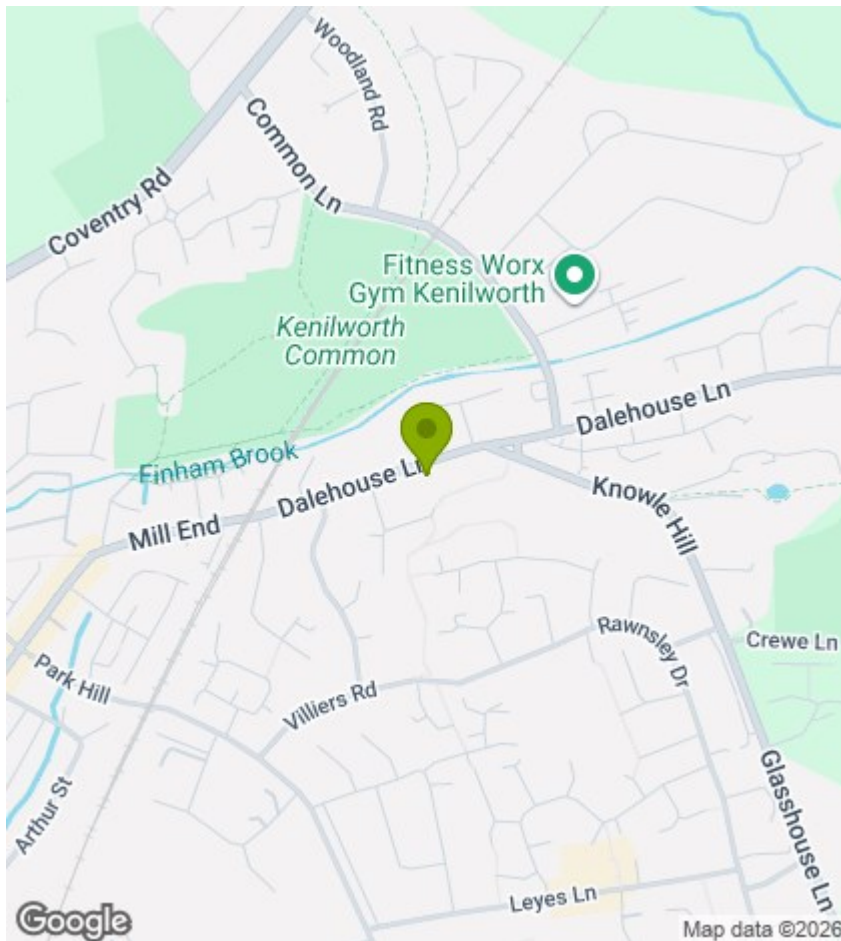 Woodland Rd
Common Ln
Coventry Rd
Fitness Worx
Gym Kenilworth
Kenilworth
Common
Dalehouse Ln
Finham Brook
Dalehouse Ln
Knowle Hill
Mill End
Rawnsley Dr
Crewe Ln
Park Hill
Villiers Rd
Glasshouse Ln
Arthur St
Leyes Ln
Google
Map data ©2026